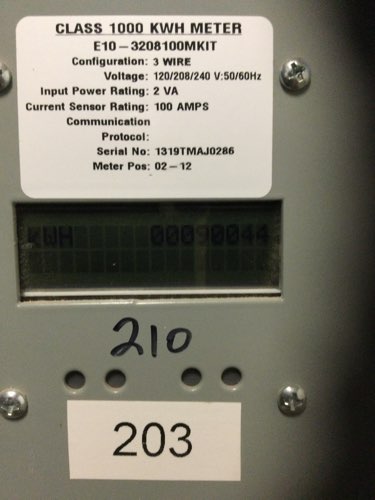 CLASS 1000 KWH METER
E10-3208100MKIT
Configuration: 3 WIRE
Voltage: 120/208/240 V:50/60Hz
Input Power Rating: 2 VA
Current Sensor Rating: 100 AMPS
Communication
Protocol:
Serial No: 1319TMAJ0286
Meter Pos: 02-12
KWH 00090044
210
203